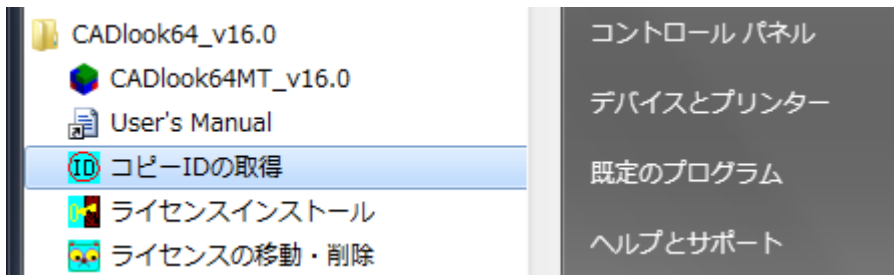 CADlook64_v16.0
CADlook64MT_v16.0
User's Manual
コピーIDの取得
ライセンスインストール
ライセンスの移動・削除
コントロール パネル
デバイスとプリンター
既定のプログラム
ヘルプとサポート